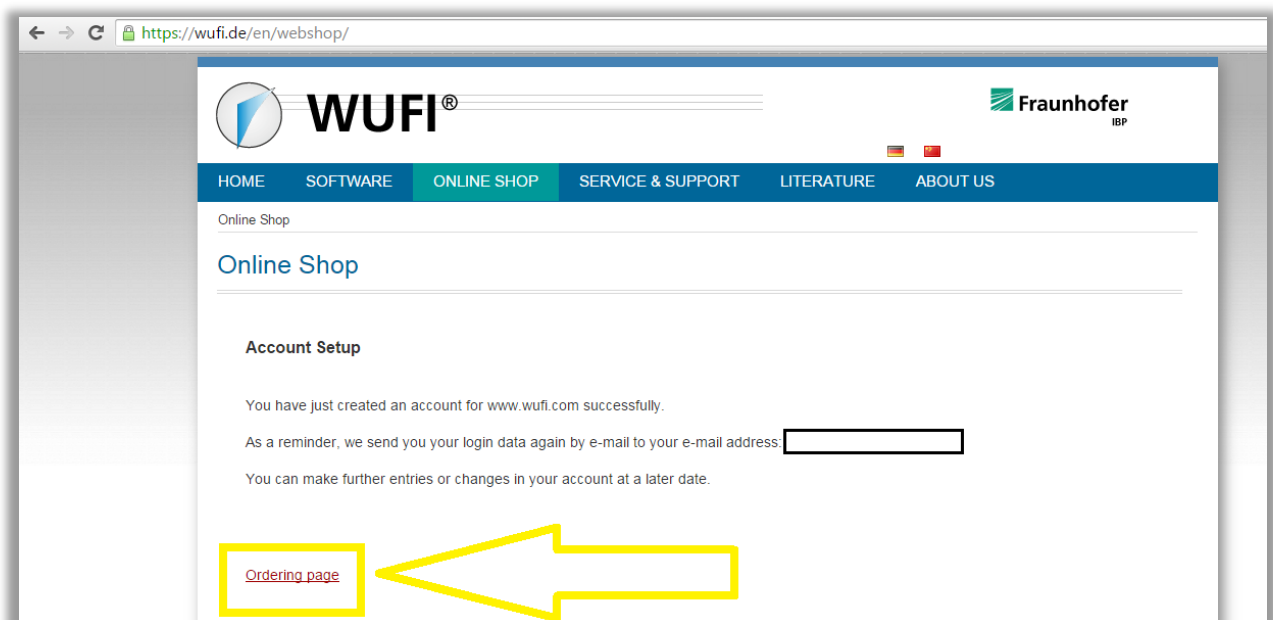 https://wufi.de/en/webshop/
WUFI®
Fraunhofer
IBP
HOME SOFTWARE ONLINE SHOP SERVICE & SUPPORT LITERATURE ABOUT US
Online Shop
Online Shop
Account Setup
You have just created an account for www.wufi.com successfully.
As a reminder, we send you your login data again by e-mail to your e-mail address:
You can make further entries or changes in your account at a later date.
Ordering page